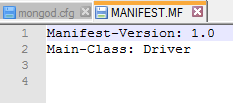 mongod.cfg MANIFEST.MF
1 Manifest-Version: 1.0
2 Main-Class: Driver
3
4